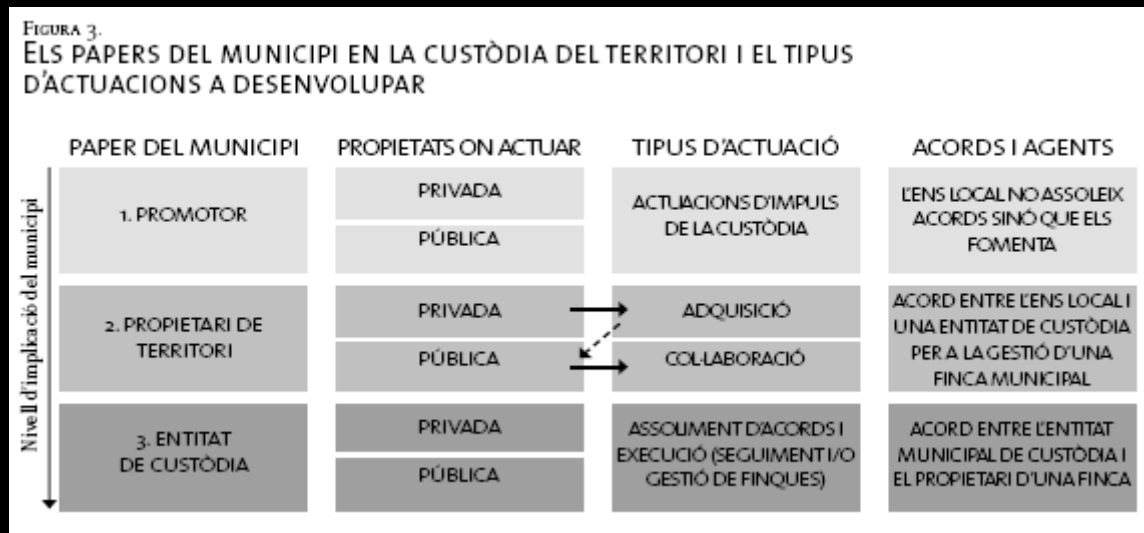 FIGURA 3.
ELS PAPERS DEL MUNICIPI EN LA CUSTÒDIA DEL TERRITORI I EL TIPUS
D'ACTUACIONS A DESENVOLUPAR
PAPER DEL MUNICIPI
PROPIETATS ON ACTUAR
TIPUS D'ACTUACIÓ
ACORDS I AGENTS
Nivell d'implicació del municipi
1. PROMOTOR
PRIVADA
PÚBLICA
ACTUACIONS D'IMPULS
DE LA CUSTÒDIA
L'ENS LOCAL NO ASSOLEIX
ACORDS SINÓ QUE ELS
FOMENTA
2. PROPIETARI DE
TERRITORI
PRIVADA
PÚBLICA
ADQUISICIÓ
COL·LABORACIÓ
ACORD ENTRE L'ENS LOCAL I
UNA ENTITAT DE CUSTÒDIA
PER A LA GESTIÓ D'UNA
FINCA MUNICIPAL
3. ENTITAT
DE CUSTÒDIA
PRIVADA
PÚBLICA
ASSOLIMENT D'ACORDS I
EXECUCIÓ (SEGUIMENT I/O
GESTIÓ DE FINQUES)
ACORD ENTRE L'ENTITAT
MUNICIPAL DE CUSTÒDIA I
EL PROPIETARI D'UNA FINCA